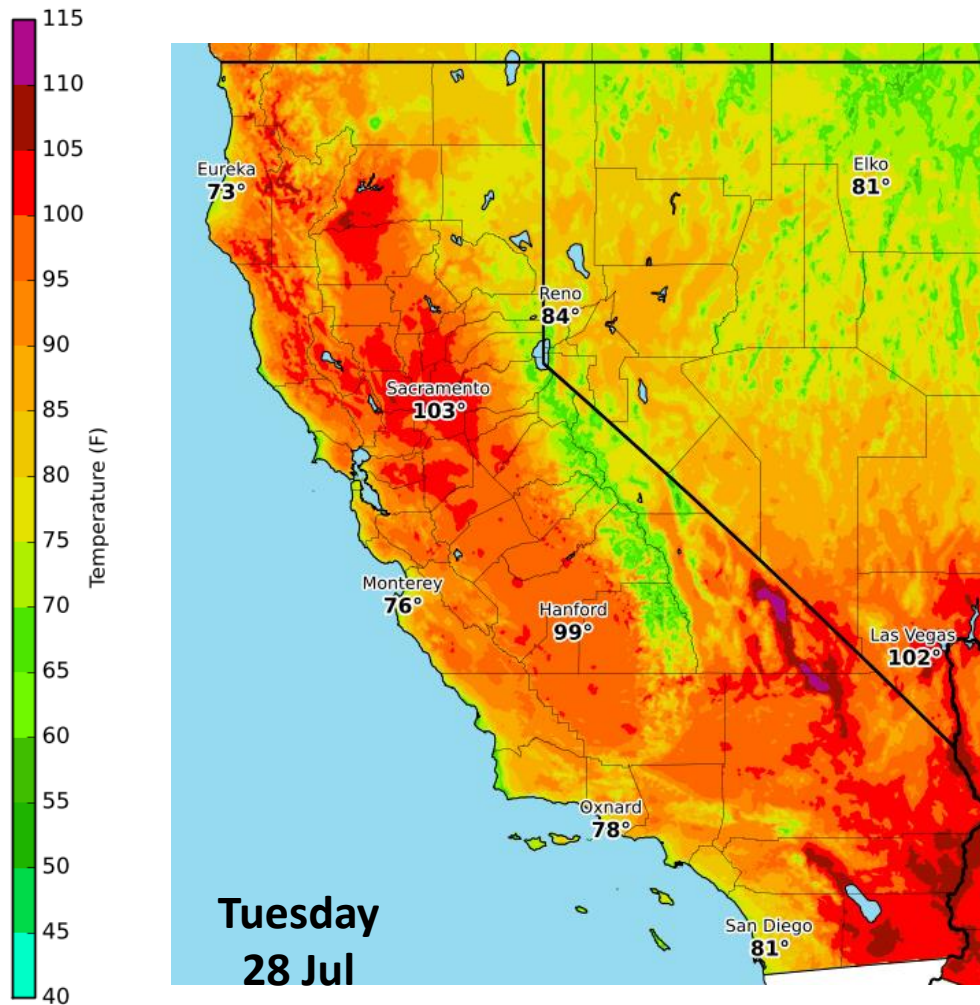 115
110
105
100
95
90
85
80
75
70
65
60
55
50
45
40
Temperature (F)
Eureka
73°
Elko
81°
Reno
84°
Sacramento
103°
Monterey
76°
Hanford
99°
Las Vegas
102°
Oxnard
78°
San Diego
81°
Tuesday
28 Jul